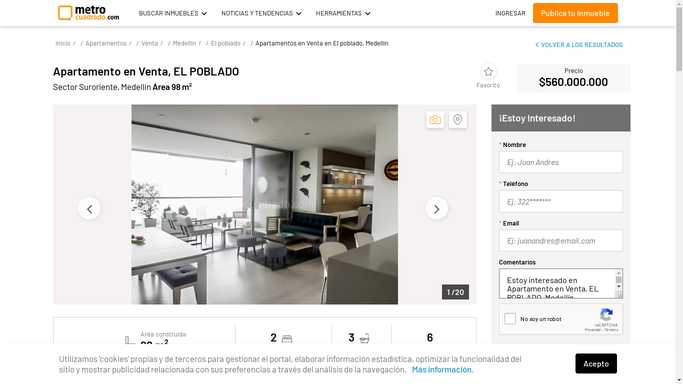 metro
cuadrado.com
BUSCAR INMUEBLES
NOTICIAS Y TENDENCIAS
HERRAMIENTAS
INGRESAR
Publica tu Inmueble
Inicio / / Apartamentos / / Venta / / Medellín / / El poblado / / Apartamentos en Venta en El poblado, Medellín
VOLVER A LOS RESULTADOS
Apartamento en Venta, EL POBLADO
Sector Suroriente, Medellín Área 98 m²
Favorito
Precio
$560.000.000
1 / 20
¡Estoy Interesado!
* Nombre
Ej: Juan Andres
* Teléfono
Ej: 322*******
* Email
Ej: juanandres@email.com
Comentarios
Estoy interesado en
Apartamento en Venta, EL
POBLADO, Medellín
No soy un robot
reCAPTCHA
Privacidad - Términos
Área construida
98 m²
2
3
6
Utilizamos 'cookies' propias y de terceros para gestionar el portal, elaborar información estadística, optimizar la funcionalidad del
sitio y mostrar publicidad relacionada con sus preferencias a través del análisis de la navegación. Más información.
Acepto